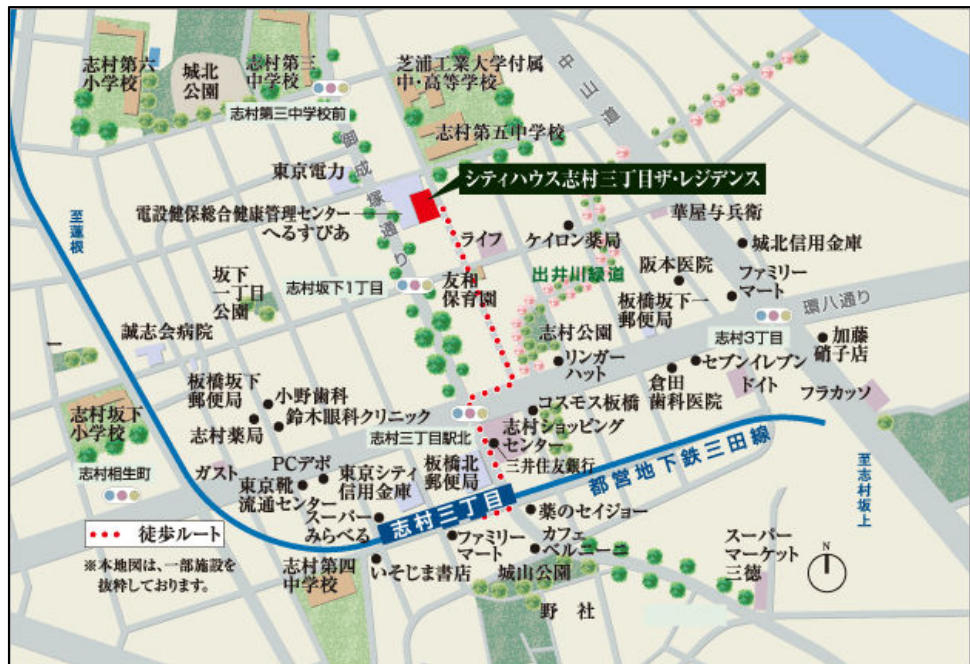 志村第六
小学校
城北
公園
志村第三
中学校
芝浦工業大学付属
中・高等学校
中山道
志村第三中学校前
志村第五中学校
御成塚通り
東京電力
シティハウス志村三丁目ザ・レジデンス
至蓮根
電設健保総合健康管理センター
へるすぴあ
ライフ
ケイロン薬局
華屋与兵衛
城北信用金庫
出井川緑道
阪本医院
ファミリー
マート
坂下
一丁目
公園
志村坂下1丁目
友和
保育園
板橋坂下一
郵便局
環八通り
誠志会病院
志村公園
志村3丁目
加藤
硝子店
リンガー
ハット
セブンイレブン
倉田
歯科医院
ドイト
フラカッソ
板橋坂下
郵便局
小野歯科
鈴木眼科クリニック
志村薬局
コスモス板橋
志村坂下
小学校
志村三丁目駅北
志村ショッピング
センター
三井住友銀行
志村相生町
ガスト
PCデポ
東京靴
流通センター
東京シティ
信用金庫
板橋北
郵便局
都営地下鉄三田線
至志村坂上
スーパー
みらべる
志村三丁目
薬のセイジョー
徒歩ルート
ファミリー
マート
カフェ
ベルニーニ
スーパー
マーケット
三徳
N
※本地図は、一部施設を
抜粋しております。
志村第四
中学校
いそじま書店
城山公園
野社